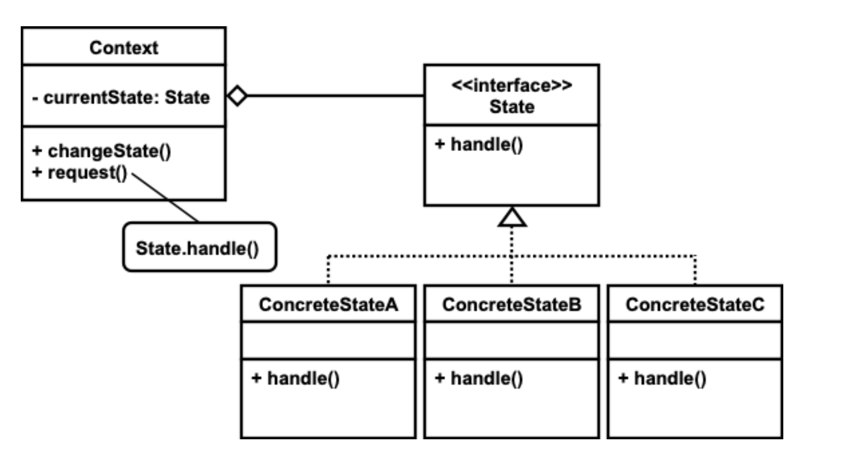 Context
- currentState: State
+ changeState()
+ request()
State.handle()
<<interface>>
State
+ handle()
ConcreteStateA
+ handle()
ConcreteStateB
+ handle()
ConcreteStateC
+ handle()